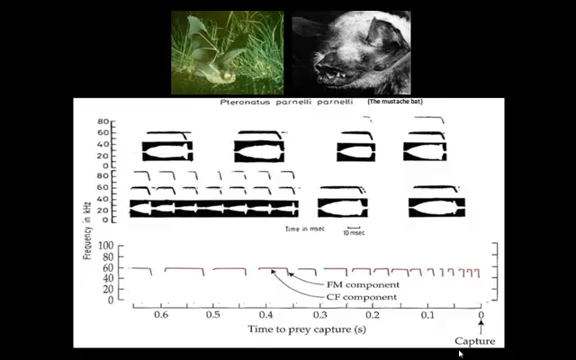 Pteronatus parnelli parnelli (The mustache bat)
80
60
40
20
0
80
60
40
20
0
Time in msec
10 msec
Frequency in kHz
100
80
60
40
20
0
FM component
CF component
0.6 0.5 0.4 0.3 0.2 0.1 0
Time to prey capture (s)
Capture